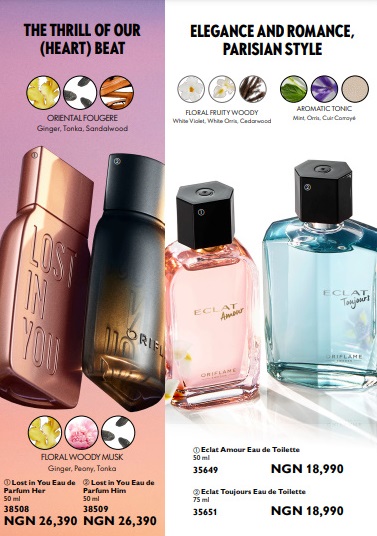 THE THRILL OF OUR
(HEART) BEAT
ORIENTAL FOUGERE
Ginger, Tonka, Sandalwood
①
②
LOST
IN
YOU
ORIFL
FLORAL WOODY MUSK
Ginger, Peony, Tonka
① Lost in You Eau de
Parfum Her
50 ml
38508
NGN 26,390
② Lost in You Eau de
Parfum Him
50 ml
38509
NGN 26,390
ELEGANCE AND ROMANCE,
PARISIAN STYLE
FLORAL FRUITY WOODY
White Violet, White Orris, Cedarwood
AROMATIC TONIC
Mint, Orris, Cuir Corroyé
①
②
ECLAT
Amour
ORIFLAME
ECLAT
Toujours
ORIFLAME
① Eclat Amour Eau de Toilette
50 ml
35649 NGN 18,990
② Eclat Toujours Eau de Toilette
75 ml
35651 NGN 18,990